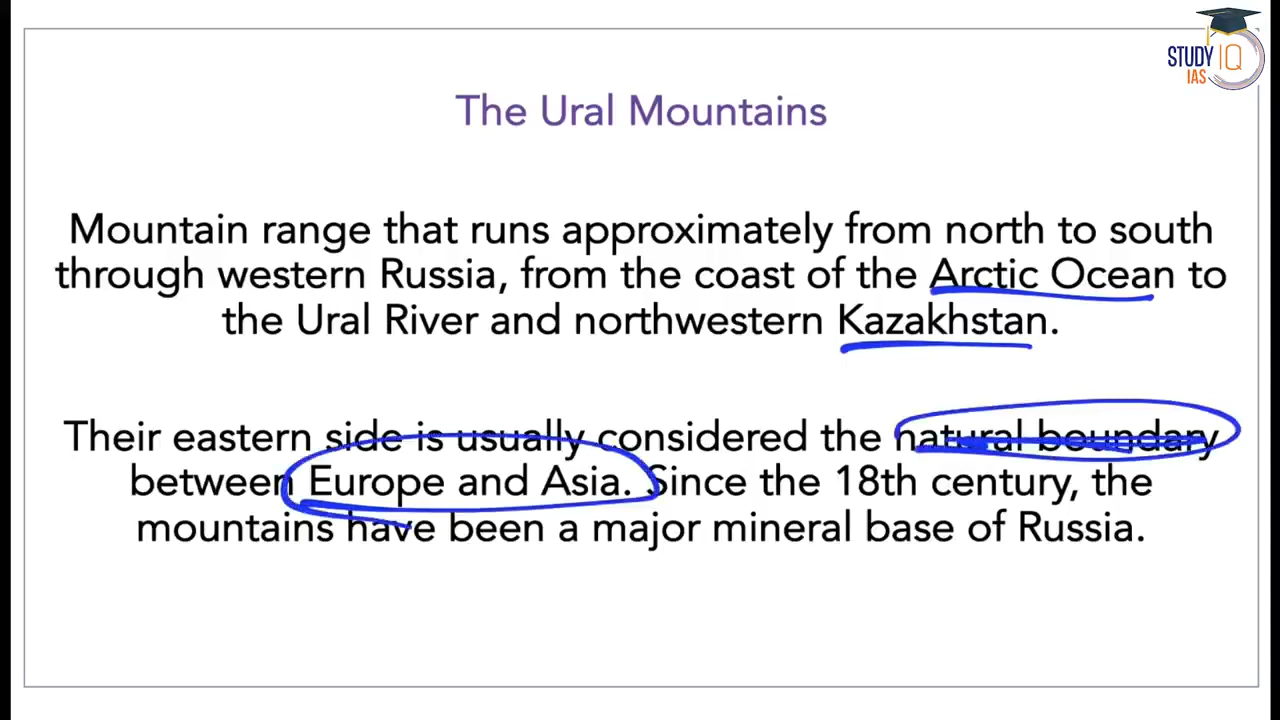 STUDY IQ
IAS
The Ural Mountains
Mountain range that runs approximately from north to south
through western Russia, from the coast of the Arctic Ocean to
the Ural River and northwestern Kazakhstan.
Their eastern side is usually considered the natural boundary
between Europe and Asia. Since the 18th century, the
mountains have been a major mineral base of Russia.